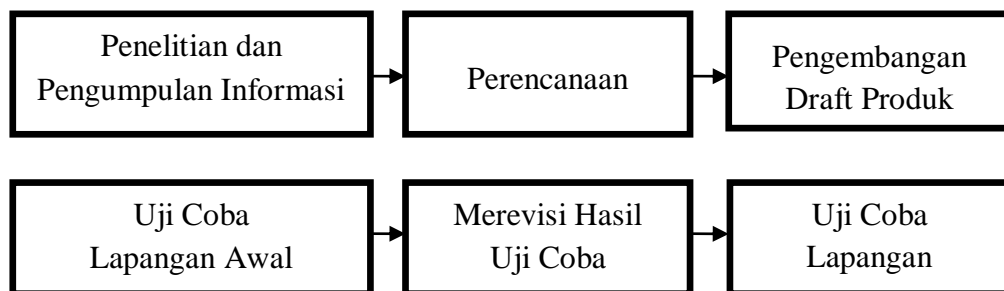 Penelitian dan
Pengumpulan Informasi
Perencanaan
Pengembangan
Draft Produk
Uji Coba
Lapangan Awal
Merevisi Hasil
Uji Coba
Uji Coba
Lapangan